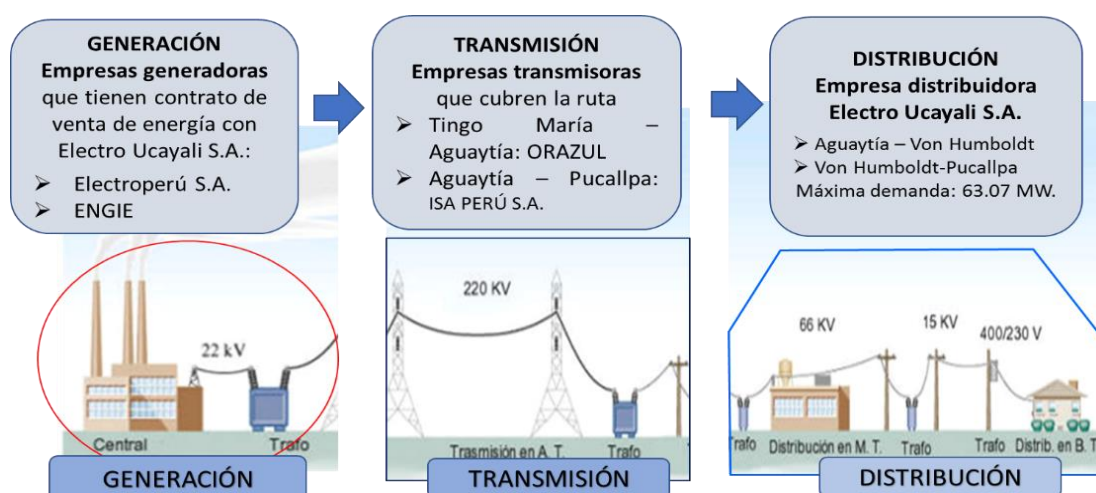 GENERACIÓN
Empresas generadoras
que tienen contrato de
venta de energía con
Electro Ucayali S.A.:
➢ Electroperú S.A.
➢ ENGIE
TRANSMISIÓN
Empresas transmisoras
que cubren la ruta
➢ Tingo María –
Aguaytía: ORAZUL
➢ Aguaytía – Pucallpa:
ISA PERÚ S.A.
DISTRIBUCIÓN
Empresa distribuidora
Electro Ucayali S.A.
➢ Aguaytía – Von Humboldt
➢ Von Humboldt-Pucallpa
Máxima demanda: 63.07 MW.
22 kV
Central
Trafo
GENERACIÓN
220 KV
Trasmisión en A. T.
Trafo
TRANSMISIÓN
66 KV
15 KV
400/230 V
Trafo
Distribución en M. T.
Trafo
Trafo
Distrib. en B. T
DISTRIBUCIÓN